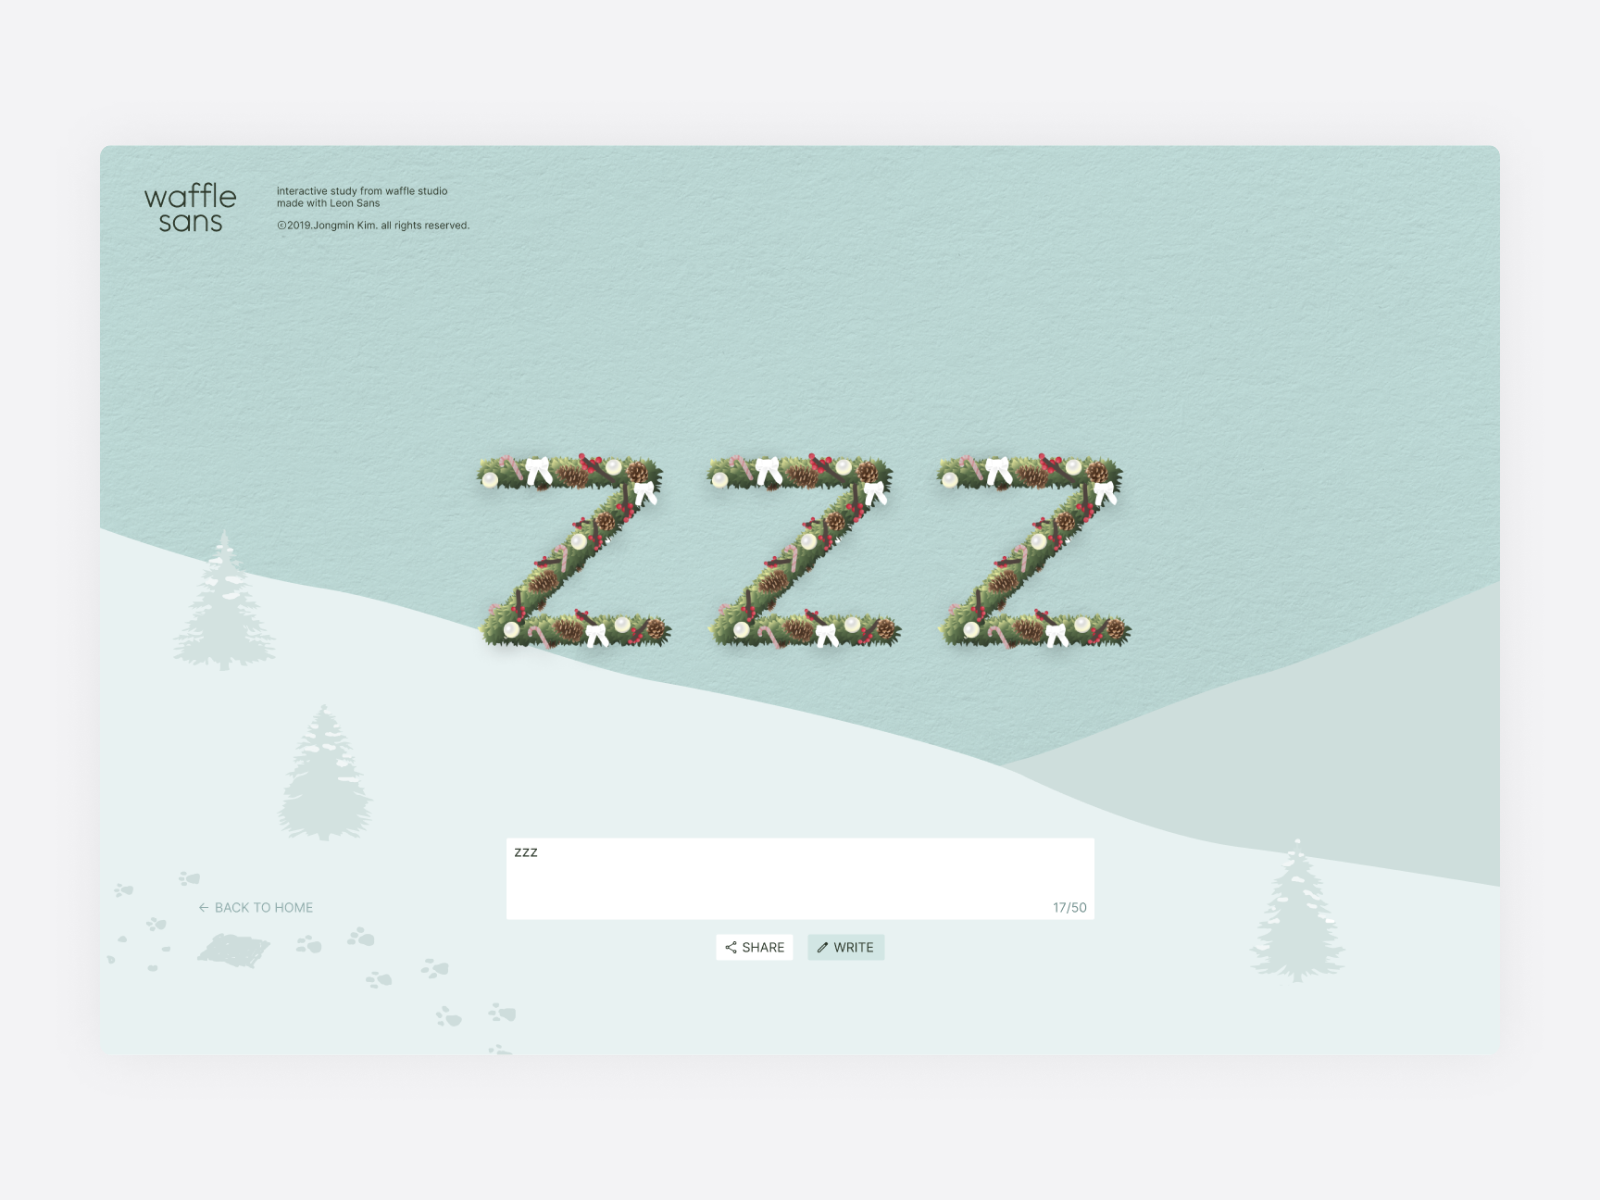 waffle
sans
interactive study from waffle studio
made with Leon Sans
©2019.Jongmin Kim. all rights reserved.
zzz
zzz
17/50
← BACK TO HOME
SHARE
WRITE